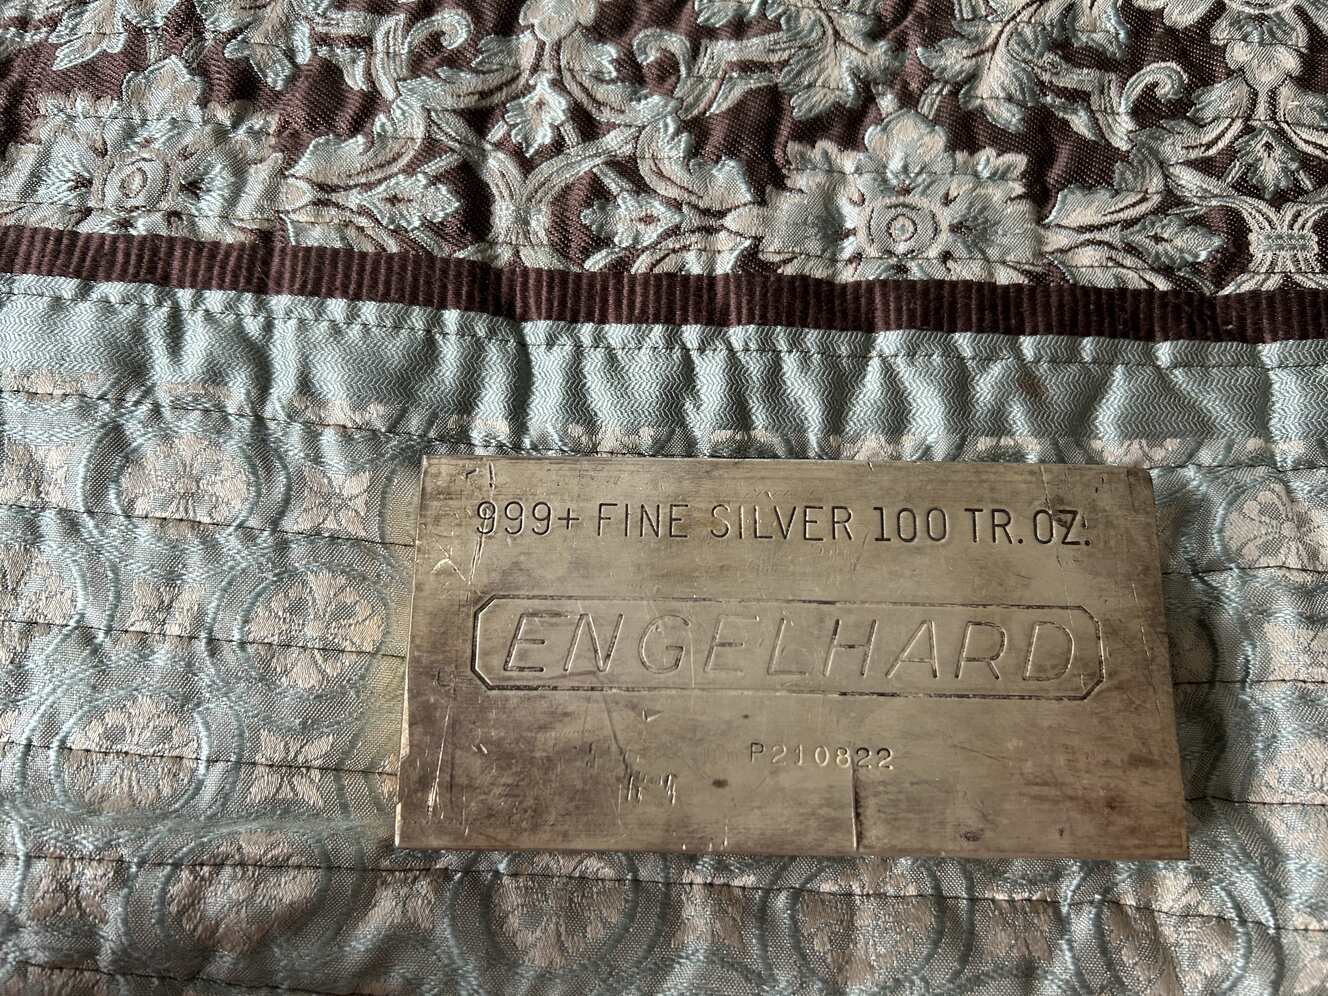 999+ FINE SILVER 100 TR.OZ.
ENGELHARD
P210822